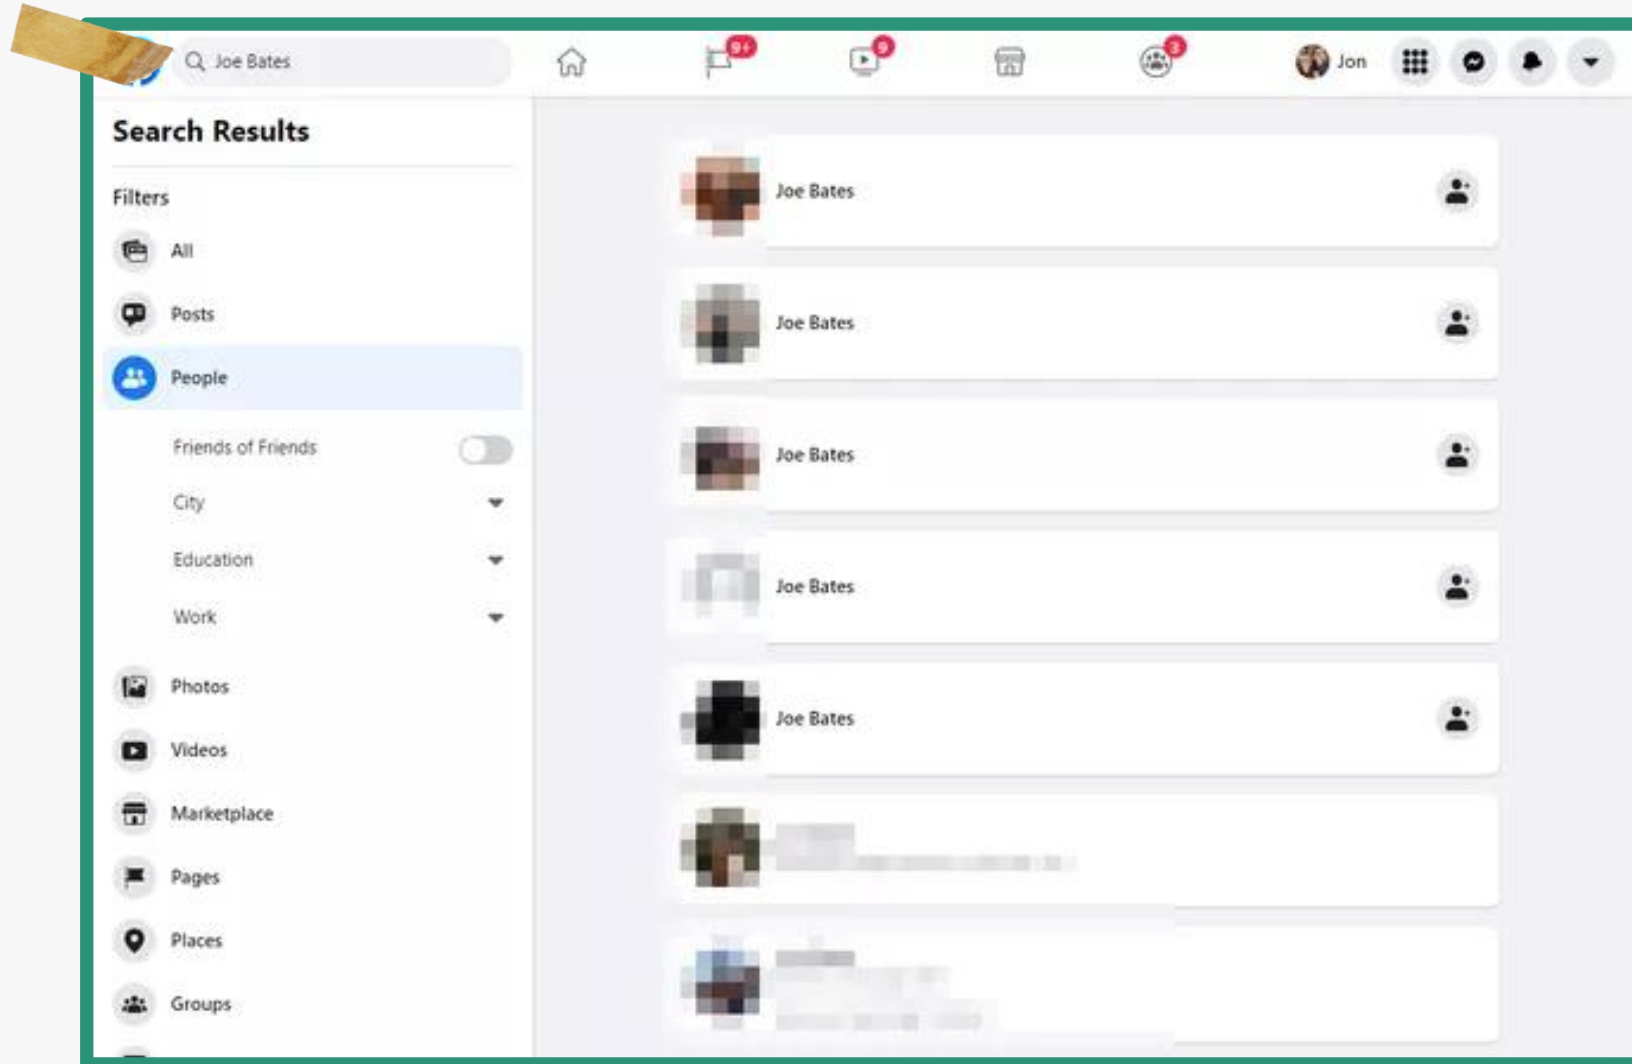 Joe Bates
9+
9
3
Jon
Search Results
Filters
All
Posts
People
Friends of Friends
City
Education
Work
Photos
Videos
Marketplace
Pages
Places
Groups
Joe Bates
Joe Bates
Joe Bates
Joe Bates
Joe Bates